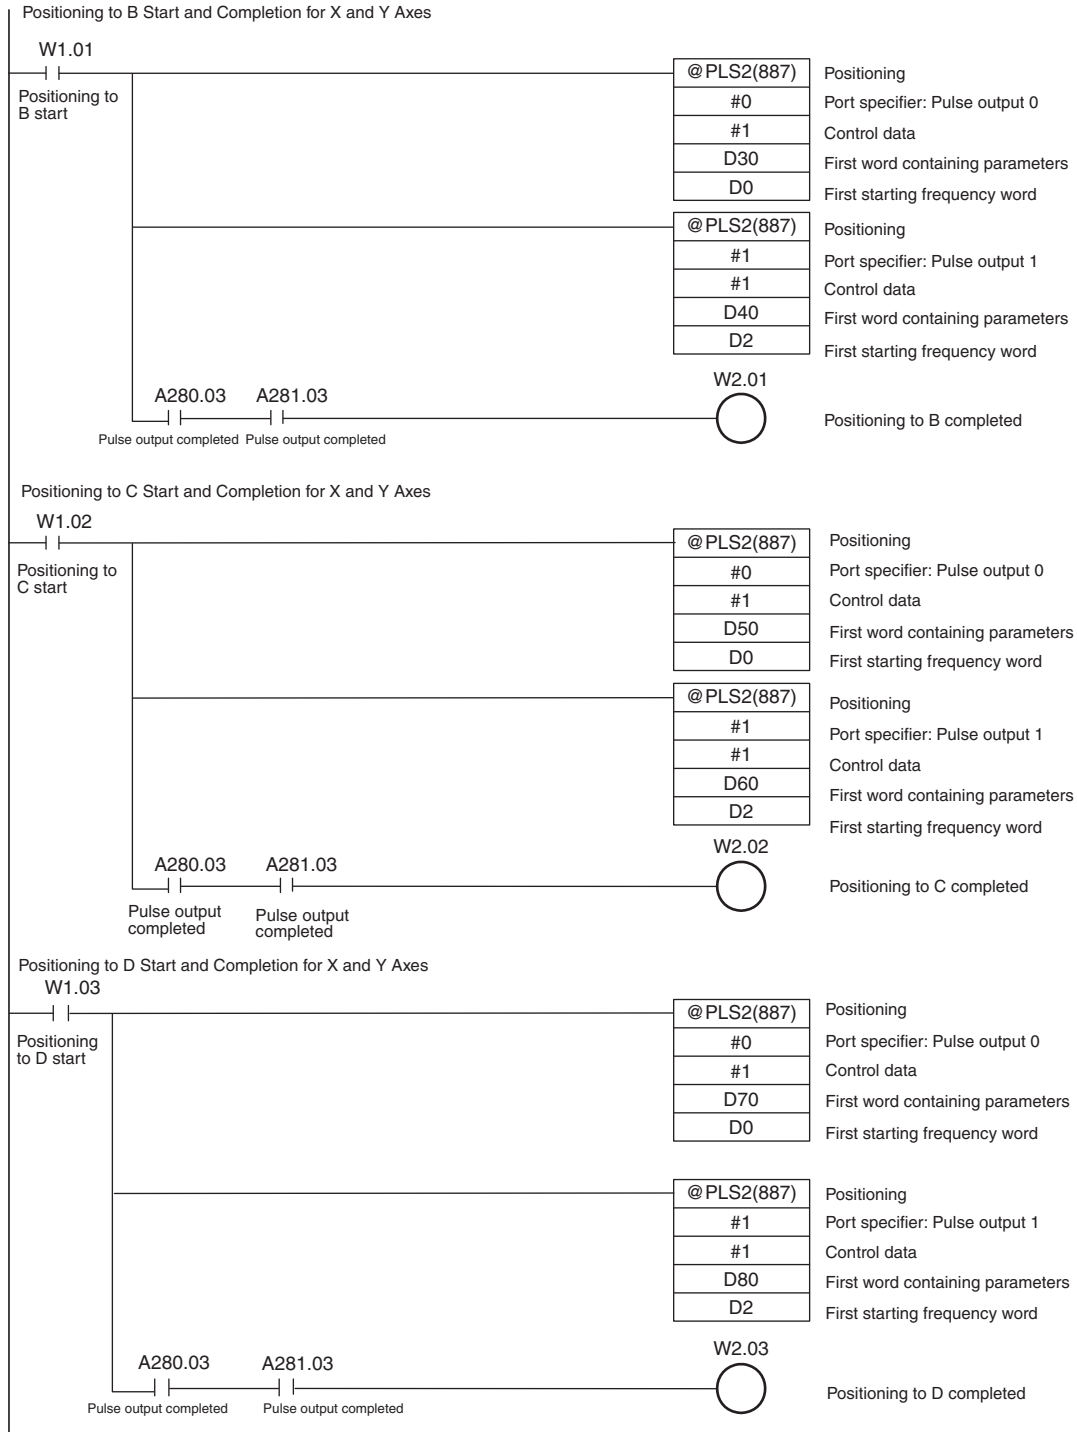 Positioning to B Start and Completion for X and Y Axes
W1.01
Positioning to
B start
@PLS2(887) Positioning
#0 Port specifier: Pulse output 0
#1 Control data
D30 First word containing parameters
D0 First starting frequency word
@PLS2(887) Positioning
#1 Port specifier: Pulse output 1
#1 Control data
D40 First word containing parameters
D2 First starting frequency word
A280.03 A281.03 W2.01
Pulse output completed Pulse output completed
Positioning to B completed
Positioning to C Start and Completion for X and Y Axes
W1.02
Positioning to
C start
@PLS2(887) Positioning
#0 Port specifier: Pulse output 0
#1 Control data
D50 First word containing parameters
D0 First starting frequency word
@PLS2(887) Positioning
#1 Port specifier: Pulse output 1
#1 Control data
D60 First word containing parameters
D2 First starting frequency word
A280.03 A281.03 W2.02
Pulse output
completed
Pulse output
completed
Positioning to C completed
Positioning to D Start and Completion for X and Y Axes
W1.03
Positioning
to D start
@PLS2(887) Positioning
#0 Port specifier: Pulse output 0
#1 Control data
D70 First word containing parameters
D0 First starting frequency word
@PLS2(887) Positioning
#1 Port specifier: Pulse output 1
#1 Control data
D80 First word containing parameters
D2 First starting frequency word
A280.03 A281.03 W2.03
Pulse output completed Pulse output completed
Positioning to D completed